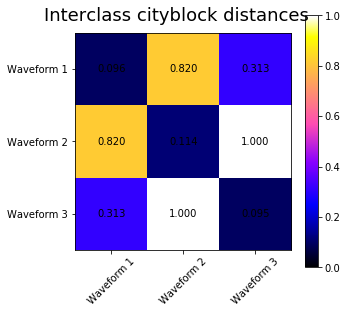 Interclass cityblock distances
Waveform 1 0.820 0.313 1.0
Waveform 2 0.820 1.000 0.8
Waveform 3 0.313 1.000 0.6
0.4
0.2
0.0
Waveform 1 Waveform 2 Waveform 3